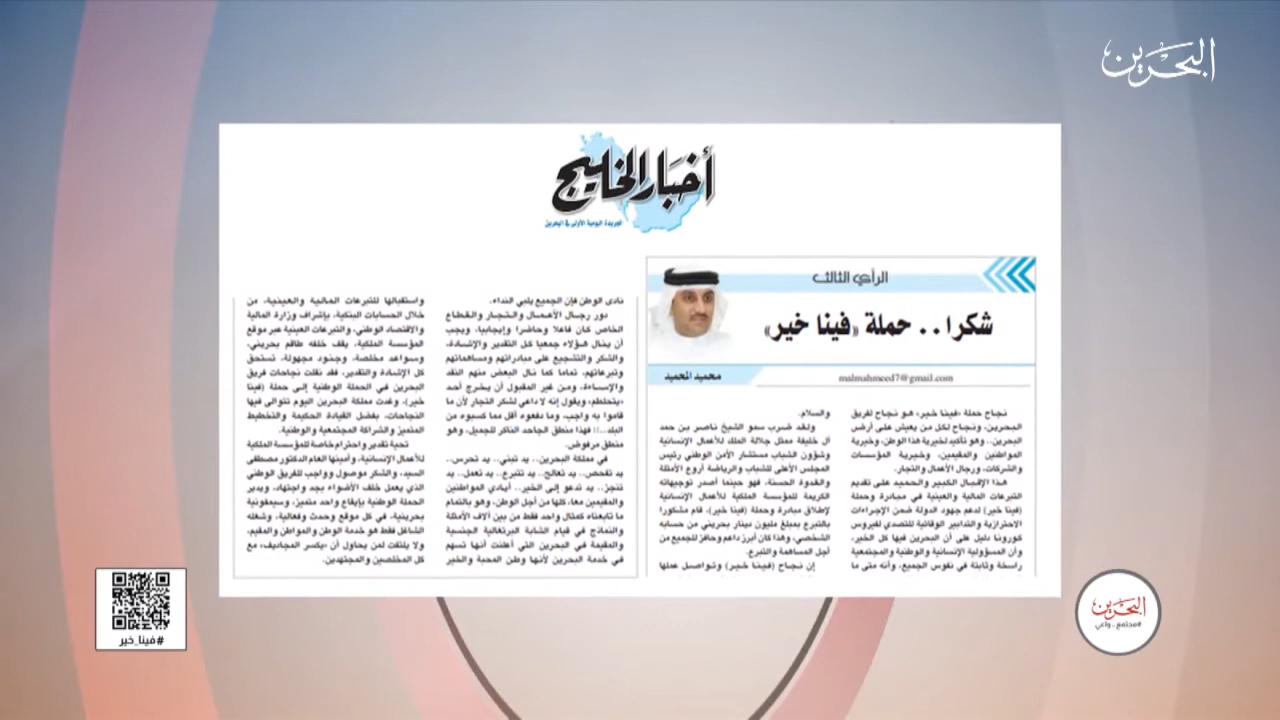 البحرين
أخبار الخليج
الجريدة اليومية الأولى في البحرين
الرأي الثالث
شكرا.. حملة «فينا خير»
محميد المحميد
malmahmeed7@gmail.com
نجاح حملة «فينا خير» هو نجاح لفريق
البحرين، ونجاح لكل من يعيش على أرض
البحرين.. وهو تأكيد لخيرية هذا الوطن، وخيرية
المواطنين والمقيمين، وخيرية المؤسسات
والشركات، ورجال الأعمال والتجار.
هذا الإقبال الكبير والحميد على تقديم
التبرعات المالية والعينية في مبادرة وحملة
(فينا خير) لدعم جهود الدولة ضمن الإجراءات
الاحترازية والتدابير الوقائية للتصدي لفيروس
كورونا دليل على أن البحرين فيها كل الخير،
وأن المسؤولية الإنسانية والوطنية والمجتمعية
راسخة وثابتة في نفوس الجميع، وأنه متى ما
والسلام.
ولقد ضرب سمو الشيخ ناصر بن حمد
آل خليفة ممثل جلالة الملك للأعمال الإنسانية
وشؤون الشباب مستشار الأمن الوطني رئيس
المجلس الأعلى للشباب والرياضة أروع الأمثلة
والقدوة الحسنة، فهو حينما أصدر توجيهاته
الكريمة للمؤسسة الملكية للأعمال الإنسانية
لإطلاق مبادرة وحملة (فينا خير)، قام مشكورا
بالتبرع بمبلغ مليون دينار بحريني من حسابه
الشخصي، وهذا كان أبرز داعم وحافز للجميع من
أجل المساهمة والتبرع.
إن نجاح (فينا خير) وتواصل عملها
نادى الوطن فإن الجميع يلبي النداء.
دور رجال الأعمال والتجار والقطاع
الخاص كان فاعلا وحاضرا وإيجابيا، ويجب
أن ينال هؤلاء جميعا كل التقدير والإشادة،
والشكر والتشجيع على مبادراتهم ومساهماتهم
وتبرعاتهم، تماما كما نال البعض منهم النقد
والإساءة، ومن غير المقبول أن يخرج أحد
«يتحلطم» ويقول إنه لا داعي لشكر التجار لأن ما
قاموا به واجب، وما دفعوه أقل مما كسبوه من
البلد..!! فهذا منطق الجاحد الناكر للجميل، وهو
منطق مرفوض.
في مملكة البحرين.. يد تبني.. يد تحرس..
يد تفحص.. يد تعالج.. يد تتبرع.. يد تعمل.. يد
تنجز.. يد تدعو إلى الخير.. أيادي المواطنين
والمقيمين معا، كلها من أجل الوطن، وهو بالتمام
ما تابعناه كمثال واحد فقط من بين آلاف الأمثلة
والنماذج في قيام الشابة البرتغالية الجنسية
والمقيمة في البحرين التي أعلنت أنها تسهم
في خدمة البحرين لأنها وطن المحبة والخير
واستقبالها للتبرعات المالية والعينية، من
خلال الحسابات البنكية، بإشراف وزارة المالية
والاقتصاد الوطني، والتبرعات العينية عبر موقع
المؤسسة الملكية، يقف خلفه طاقم بحريني،
وسواعد مخلصة، وجنود مجهولة، تستحق
كل الإشادة والتقدير، فقد نقلت نجاحات فريق
البحرين في الحملة الوطنية إلى حملة (فينا
خير)، وغدت مملكة البحرين اليوم تتوالى فيها
النجاحات، بفضل القيادة الحكيمة والتخطيط
المتميز والشراكة المجتمعية والوطنية.
تحية تقدير واحترام خاصة للمؤسسة الملكية
للأعمال الإنسانية، وأمينها العام الدكتور مصطفى
السيد، والشكر موصول وواجب للفريق الوطني
الذي يعمل خلف الأضواء بجد واجتهاد، ويدير
الحملة الوطنية بإيقاع واحد متميز، وسيمفونية
بحرينية، في كل موقع وحدث وفعالية، وشغله
الشاغل فقط هو خدمة الوطن والمواطن والمقيم،
ولا يلتفت لمن يحاول أن «يكسر المجاديف» مع
كل المخلصين والمجتهدين.
#فينا_خير
البحرين
#مجتمع_واعي